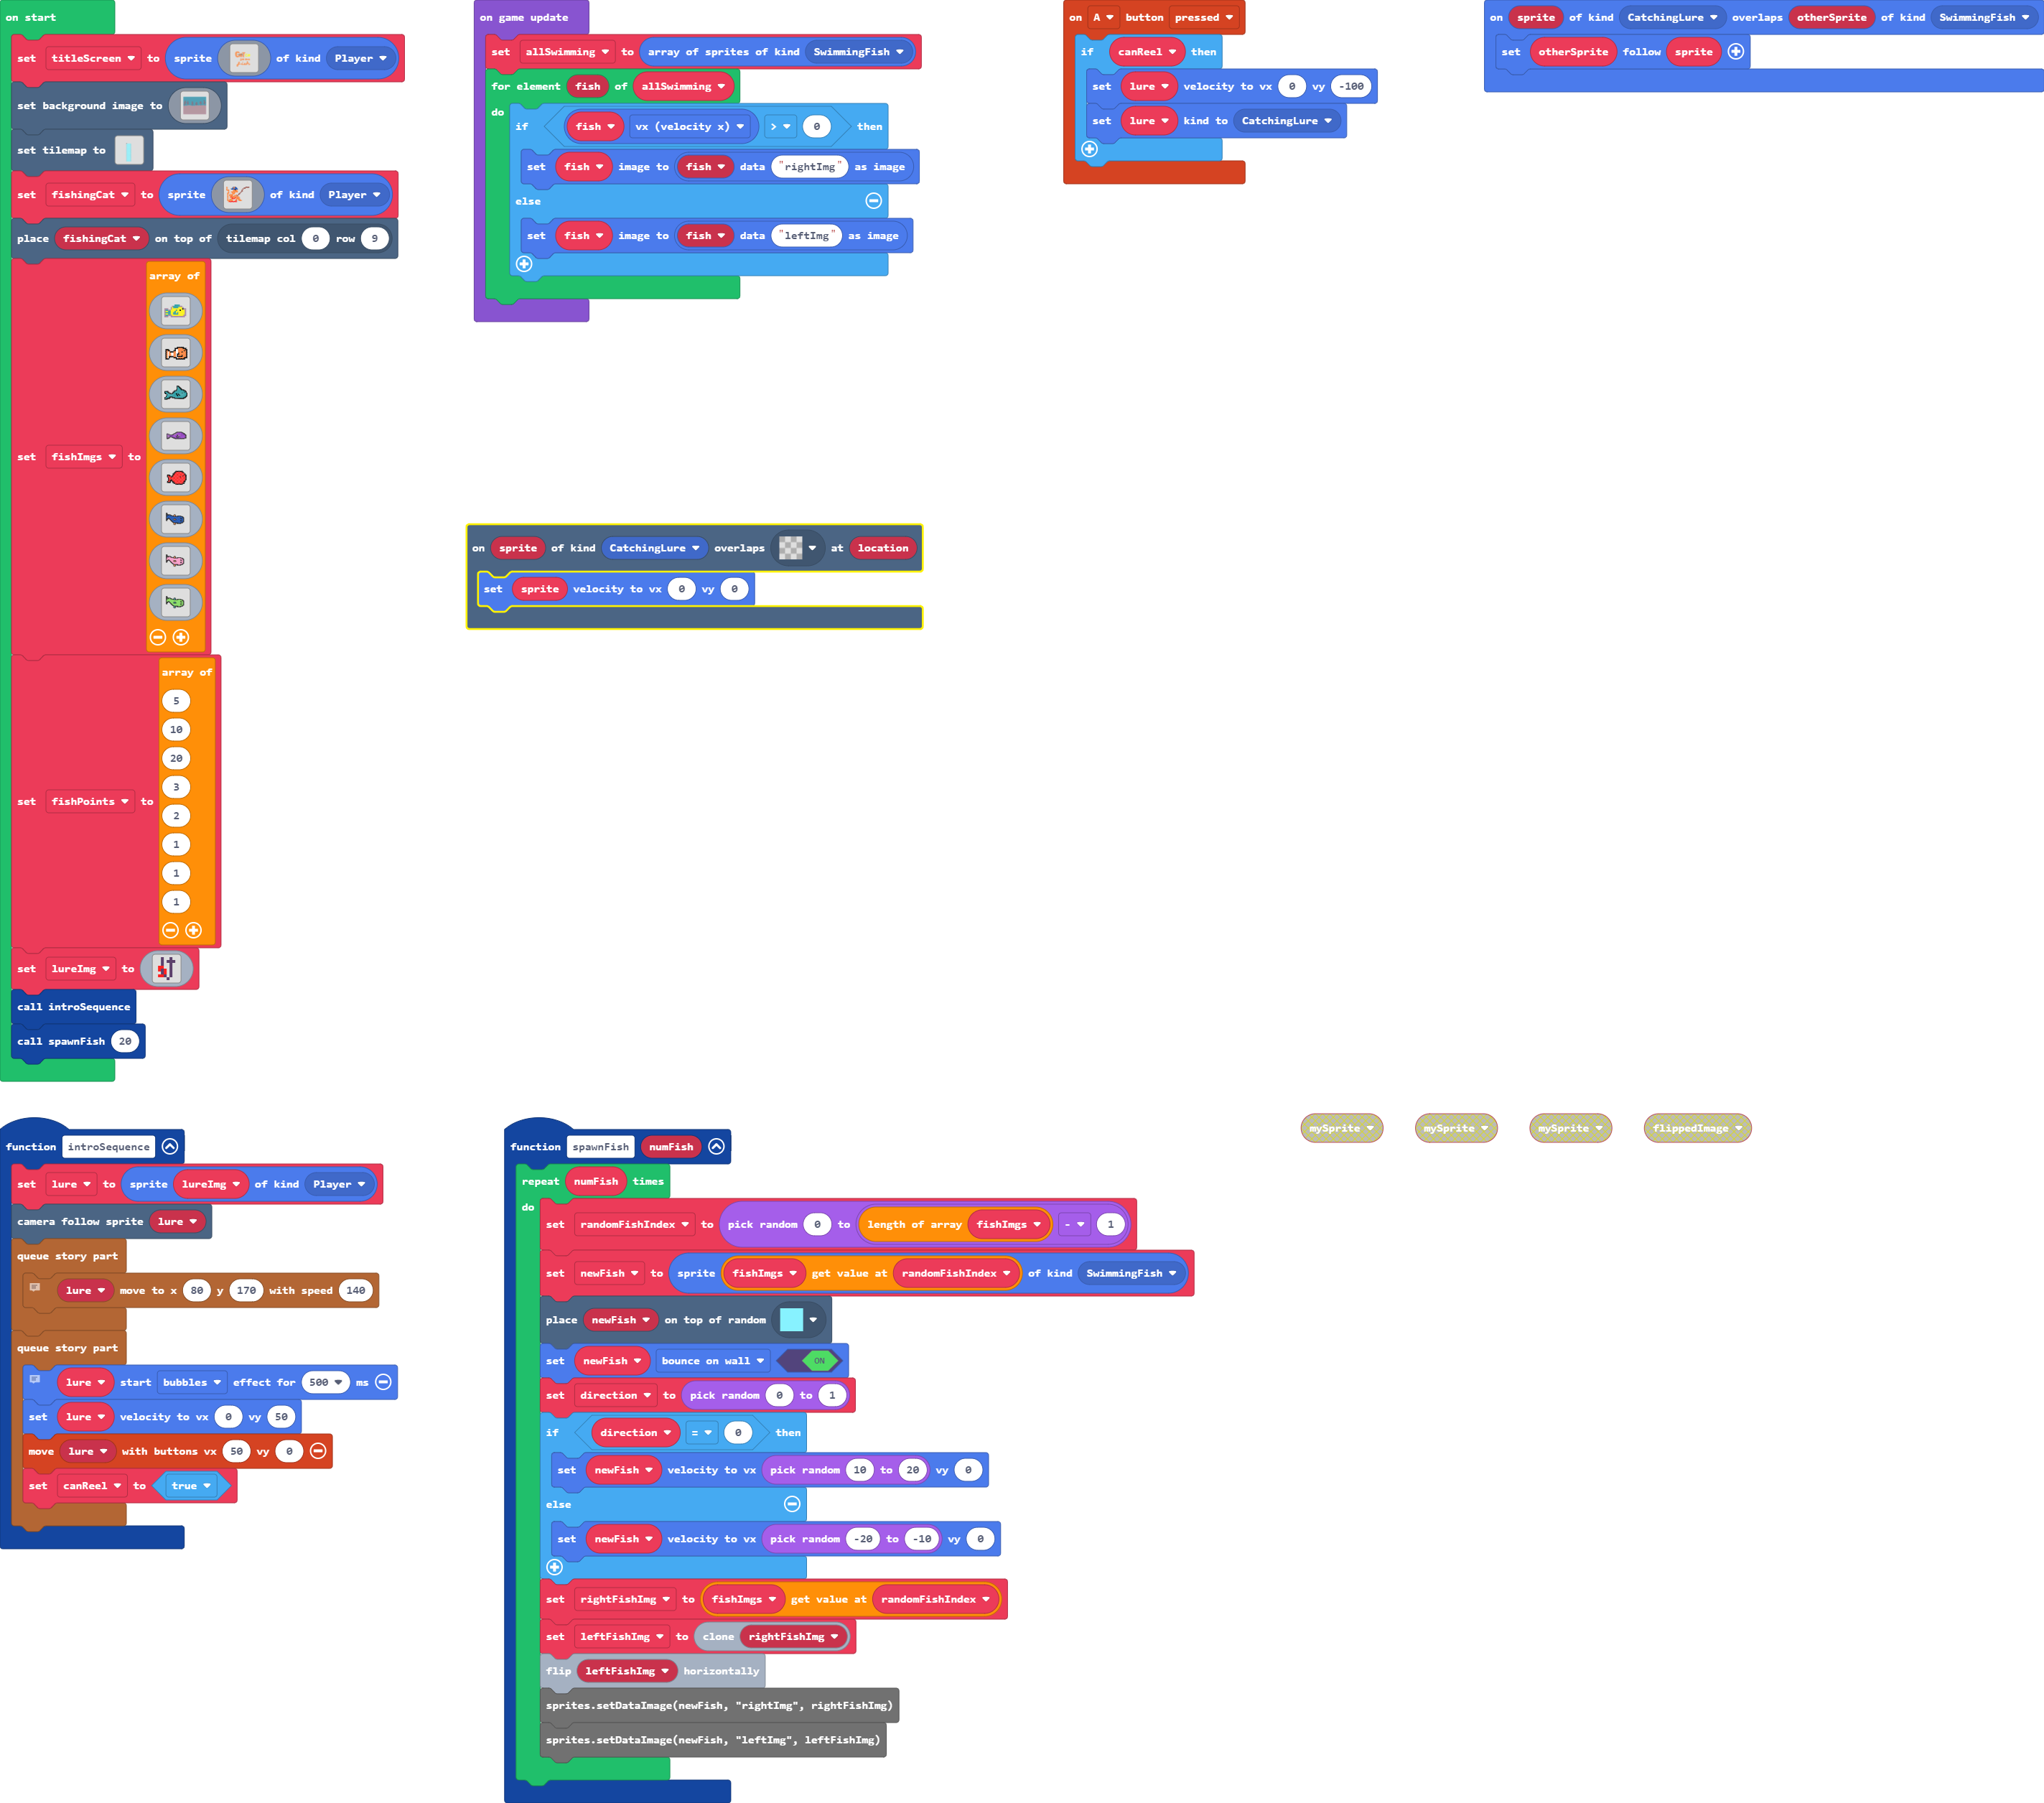 on start
set titleScreen to sprite of kind Player
set background image to
set tilemap to
set fishingCat to sprite of kind Player
place fishingCat on top of tilemap col 0 row 9
set fishImgs to array of
set fishPoints to array of
5
10
20
3
2
1
1
1
set lureImg to
call introSequence
call spawnFish 20
on game update
set allSwimming to array of sprites of kind SwimmingFish
for element fish of allSwimming
do
if fish vx (velocity x) > 0 then
set fish image to fish data "rightImg" as image
else
set fish image to fish data "leftImg" as image
on A button pressed
if canReel then
set lure velocity to vx 0 vy -100
set lure kind to CatchingLure
on sprite of kind CatchingLure overlaps otherSprite of kind SwimmingFish
set otherSprite follow sprite
on sprite of kind CatchingLure overlaps at location
set sprite velocity to vx 0 vy 0
function introSequence
set lure to sprite lureImg of kind Player
camera follow sprite lure
queue story part
lure move to x 80 y 170 with speed 140
queue story part
lure start bubbles effect for 500 ms
set lure velocity to vx 0 vy 50
move lure with buttons vx 50 vy 0
set canReel to true
function spawnFish numFish
repeat numFish times
do
set randomFishIndex to pick random 0 to length of array fishImgs - 1
set newFish to sprite fishImgs get value at randomFishIndex of kind SwimmingFish
place newFish on top of random
set newFish bounce on wall ON
set direction to pick random 0 to 1
if direction = 0 then
set newFish velocity to vx pick random 10 to 20 vy 0
else
set newFish velocity to vx pick random -20 to -10 vy 0
set rightFishImg to fishImgs get value at randomFishIndex
set leftFishImg to clone rightFishImg
flip leftFishImg horizontally
sprites.setDataImage(newFish, "rightImg", rightFishImg)
sprites.setDataImage(newFish, "leftImg", leftFishImg)
mySprite mySprite mySprite flippedImage